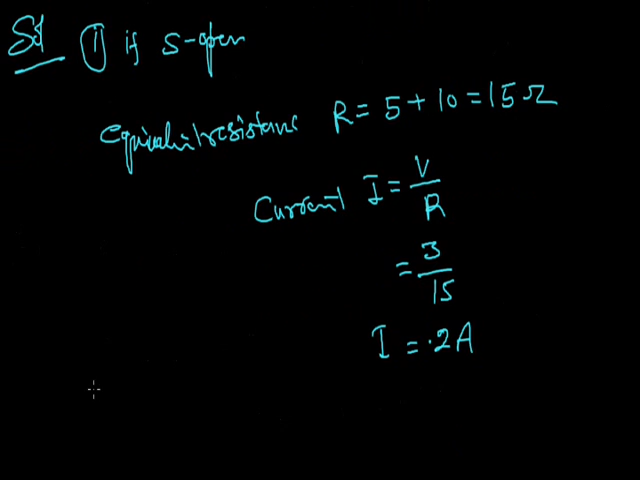 Sol (1) if S-open
Equivalent resistance R = 5 + 10 = 15 Ω
Current I = V/R
= 3/15
I = .2A